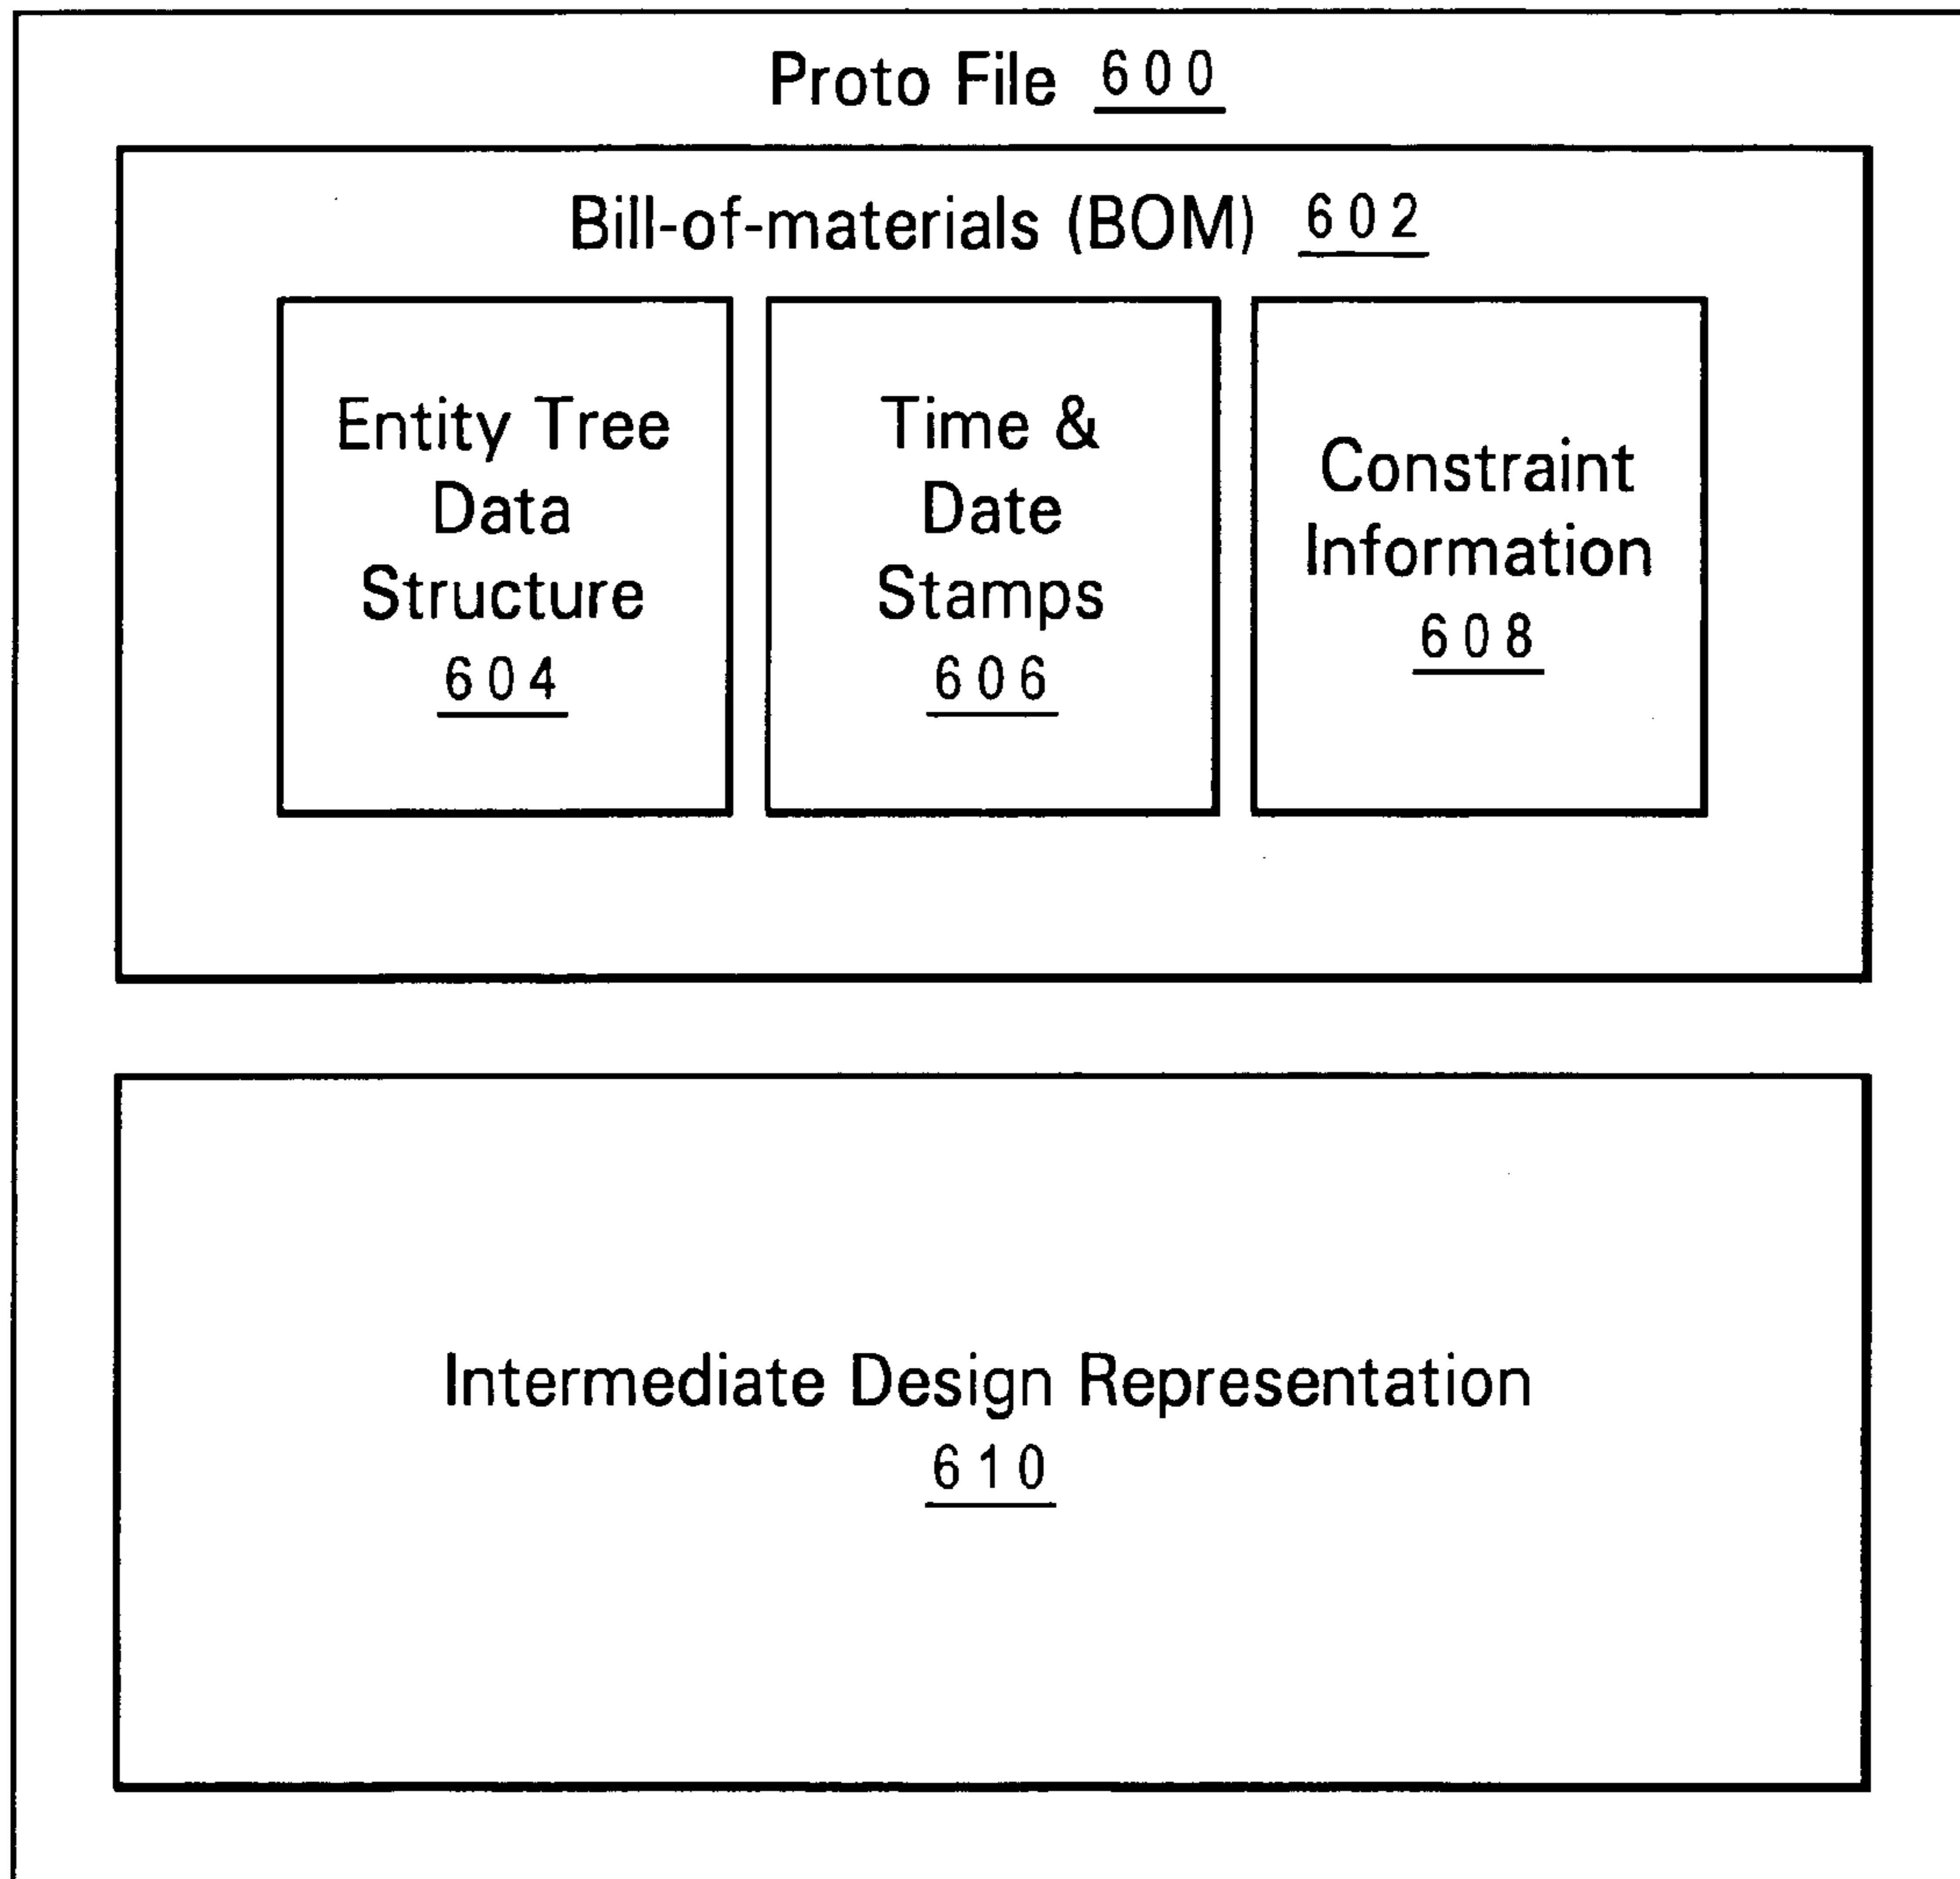 Proto File 600
Bill-of-materials (BOM) 602
Entity Tree
Data
Structure
604
Time &
Date
Stamps
606
Constraint
Information
608
Intermediate Design Representation
610